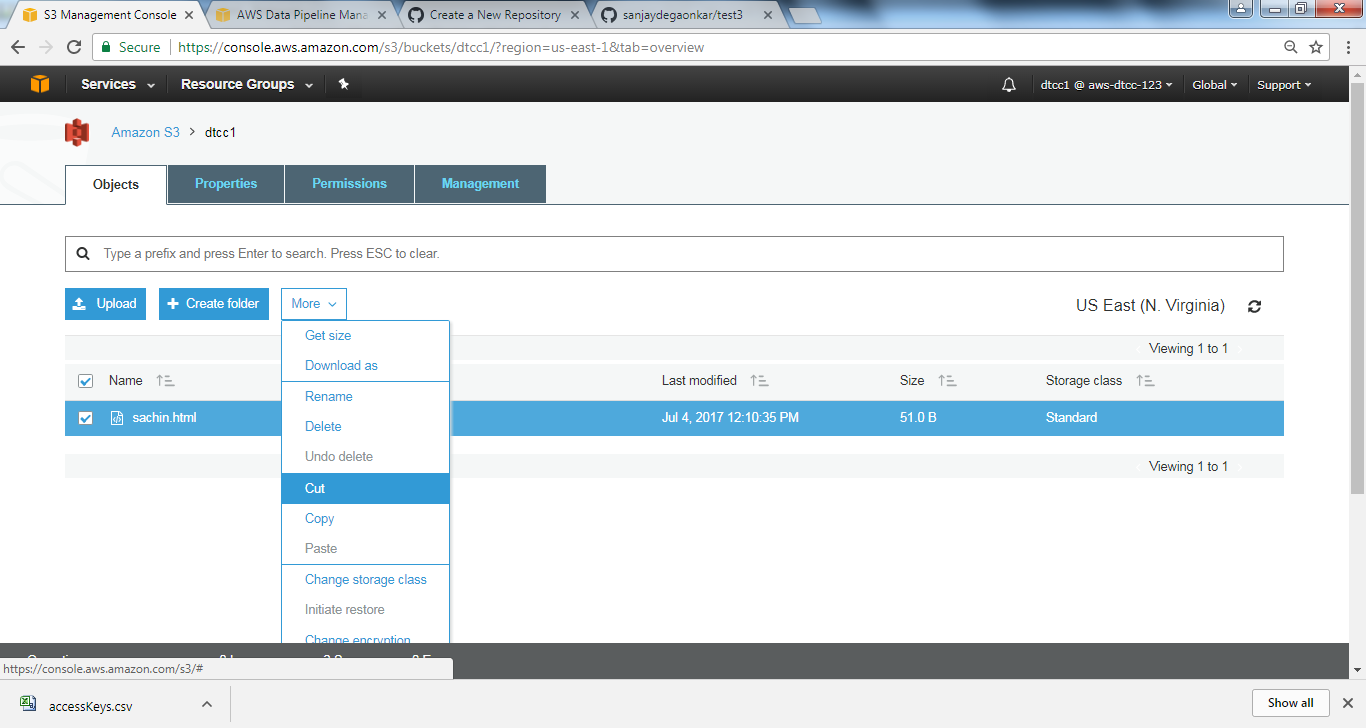 S3 Management Console
AWS Data Pipeline Mana
Create a New Repository
sanjaydegaonkar/test3
Secure
https://console.aws.amazon.com/s3/buckets/dtcc1/?region=us-east-1&tab=overview
Services
Resource Groups
dtcc1 @ aws-dtcc-123
Global
Support
Amazon S3 > dtcc1
Objects
Properties
Permissions
Management
Type a prefix and press Enter to search. Press ESC to clear.
Upload
+ Create folder
More
US East (N. Virginia)
Get size
Viewing 1 to 1
Download as
Name
Last modified
Size
Storage class
Rename
sachin.html
Jul 4, 2017 12:10:35 PM
51.0 B
Standard
Delete
Undo delete
Viewing 1 to 1
Cut
Copy
Paste
Change storage class
Initiate restore
Change encryption
https://console.aws.amazon.com/s3/#
accessKeys.csv
Show all